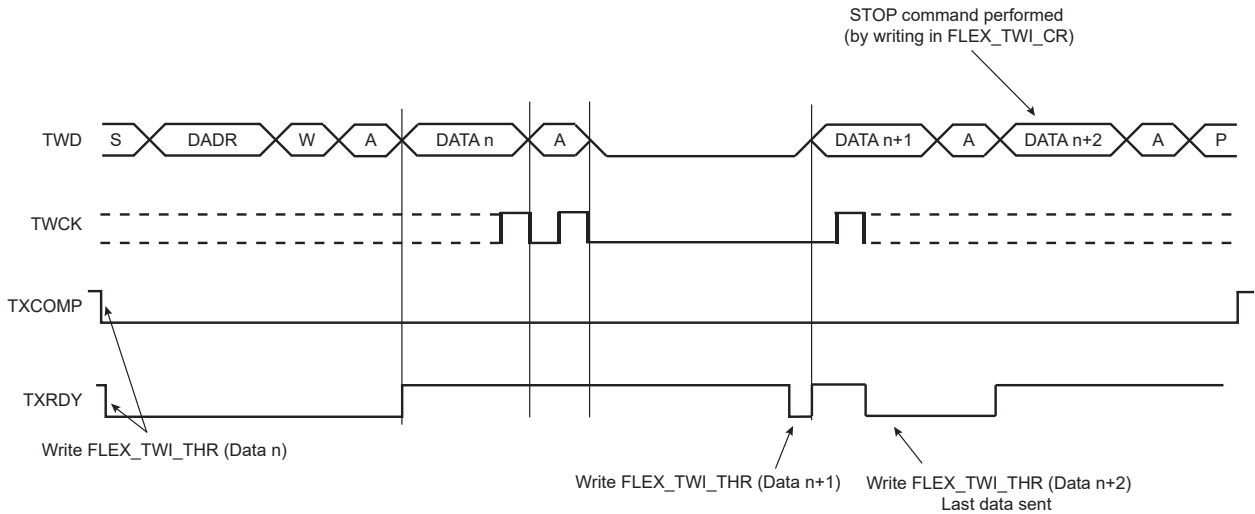 STOP command performed
(by writing in FLEX_TWI_CR)
TWD S DADR W A DATA n A DATA n+1 A DATA n+2 A P
TWCK
TXCOMP
TXRDY
Write FLEX_TWI_THR (Data n)
Write FLEX_TWI_THR (Data n+1) Write FLEX_TWI_THR (Data n+2)
Last data sent